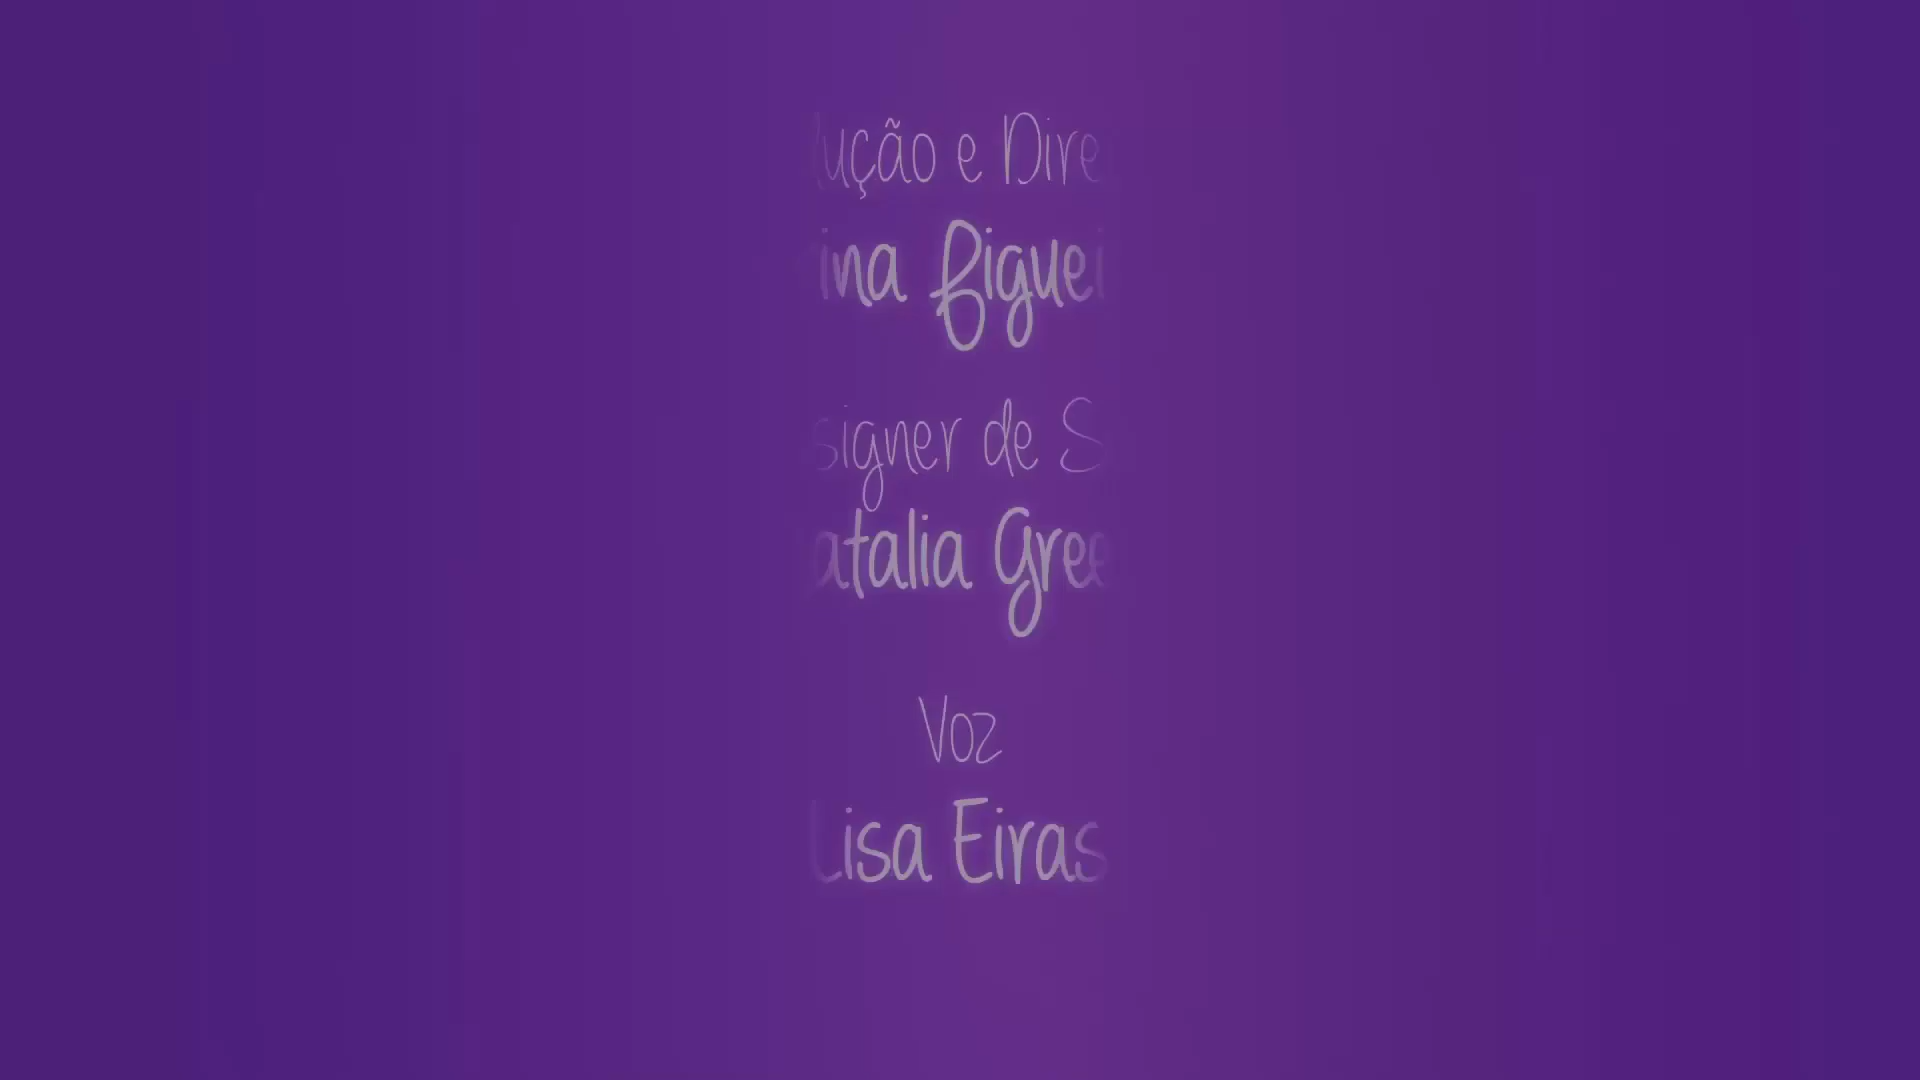 ução e Dire
ina Figuei
signer de S
atalia Gree
Voz
Lisa Eiras